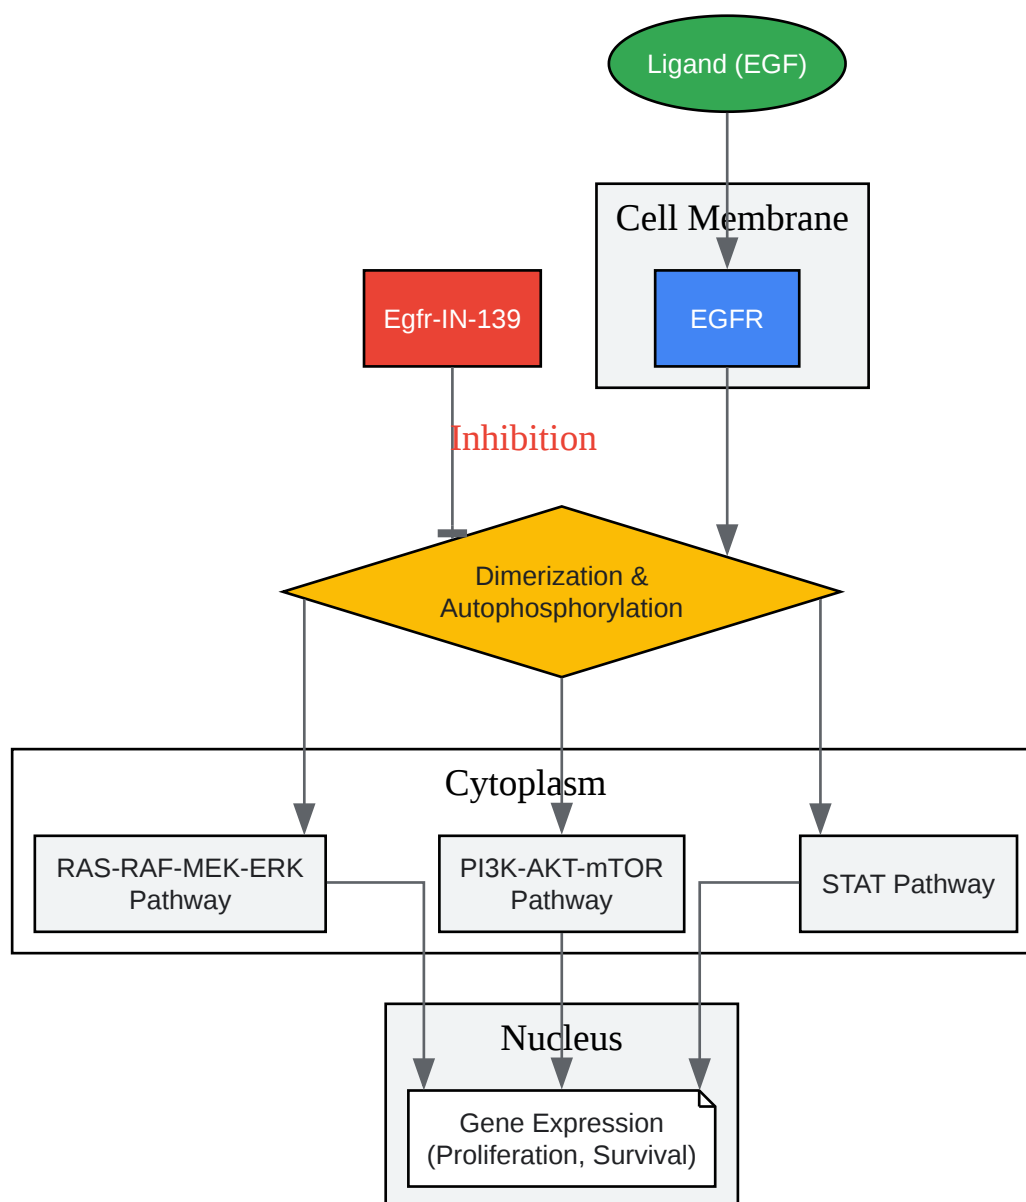 Ligand (EGF)
Cell Membrane
Egfr-IN-139
EGFR
Inhibition
Dimerization &
Autophosphorylation
Cytoplasm
RAS-RAF-MEK-ERK
Pathway
PI3K-AKT-mTOR
Pathway
STAT Pathway
Nucleus
Gene Expression
(Proliferation, Survival)